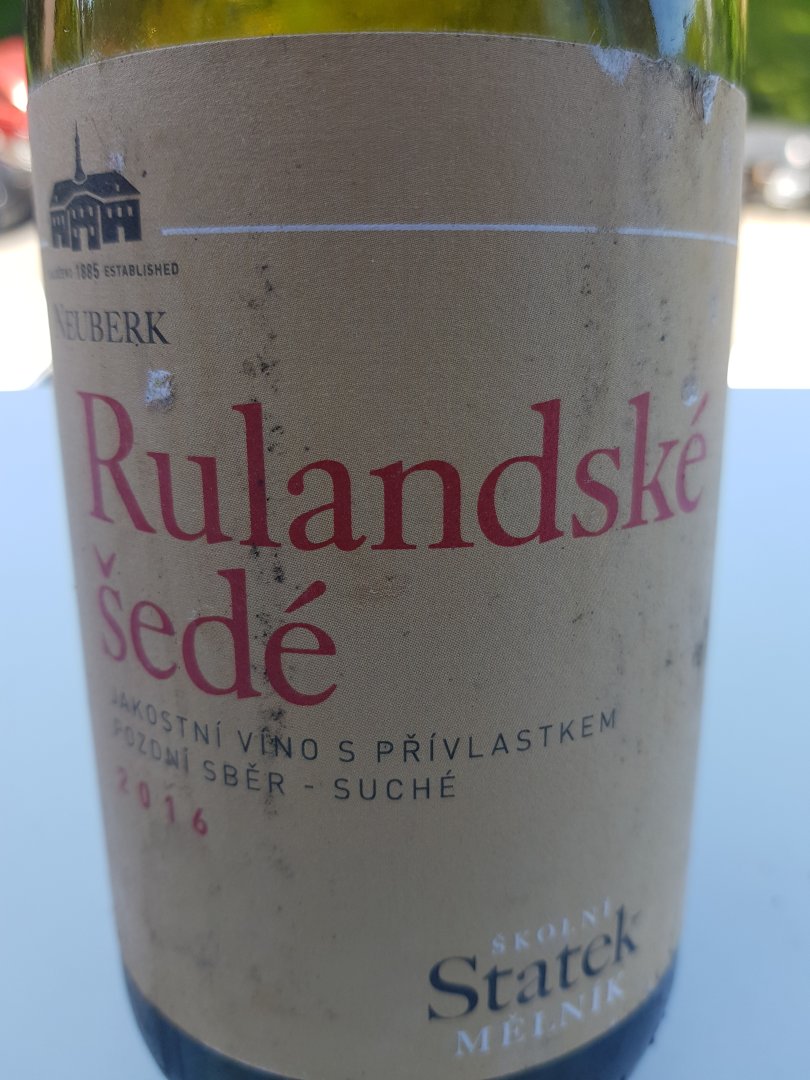 1885 ESTABLISHED
NEUBERK
Rulandské
šedé
JAKOSTNÍ VÍNO S PŘÍVLASTKEM
POZDNÍ SBĚR - SUCHÉ
2016
ŠKOLNÍ
Statek
MĚLNÍK